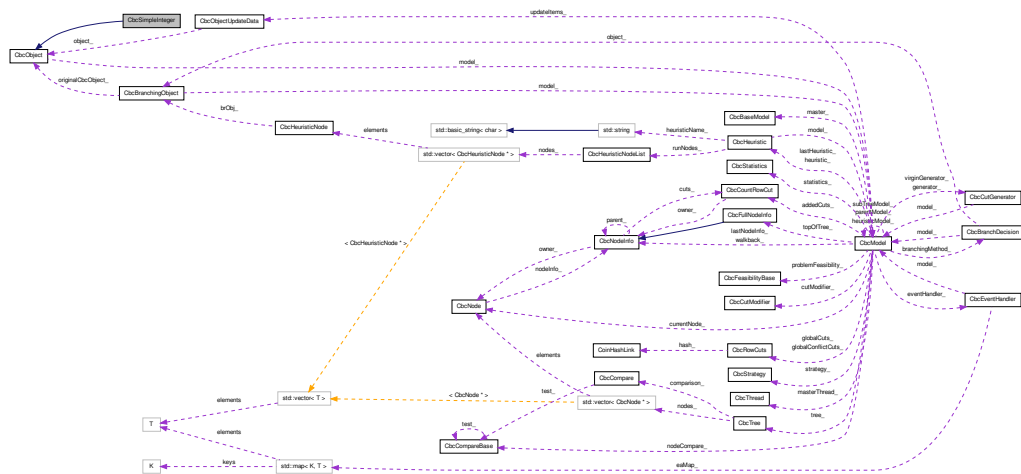 CbcSimpleInteger
CbcObjectUpdateData
updateItems_
object_
object_
CbcObject
model_
originalCbcObject_
CbcBranchingObject
model_
brObj_
CbcHeuristicNode
elements
std::basic_string< char >
std::string
heuristicName_
CbcBaseModel
master_
CbcHeuristic
model_
std::vector< CbcHeuristicNode * >
nodes_
CbcHeuristicNodeList
runNodes_
lastHeuristic_
heuristic_
CbcStatistics
statistics_
virginGenerator_
generator_
CbcCutGenerator
cuts_
CbcCountRowCut
owner_
addedCuts_
subTreeModel_
parentModel_
heuristicModel_
model_
parent_
CbcFullNodeInfo
topOfTree_
CbcNodeInfo
lastNodeInfo_
walkback_
CbcModel
model_
CbcBranchDecision
branchingMethod_
< CbcHeuristicNode * >
owner_
nodeInfo_
problemFeasibility_
CbcFeasibilityBase
model_
cutModifier_
CbcCutModifier
eventHandler_
CbcEventHandler
CbcNode
currentNode_
globalCuts_
globalConflictCuts_
CoinHashLink
hash_
CbcRowCuts
elements
strategy_
CbcStrategy
CbcCompare
comparison_
masterThread_
CbcThread
std::vector< T >
< CbcNode * >
test_
std::vector< CbcNode * >
nodes_
CbcTree
tree_
elements
T
elements
test_
CbcCompareBase
nodeCompare_
K
keys
std::map< K, T >
eaMap_